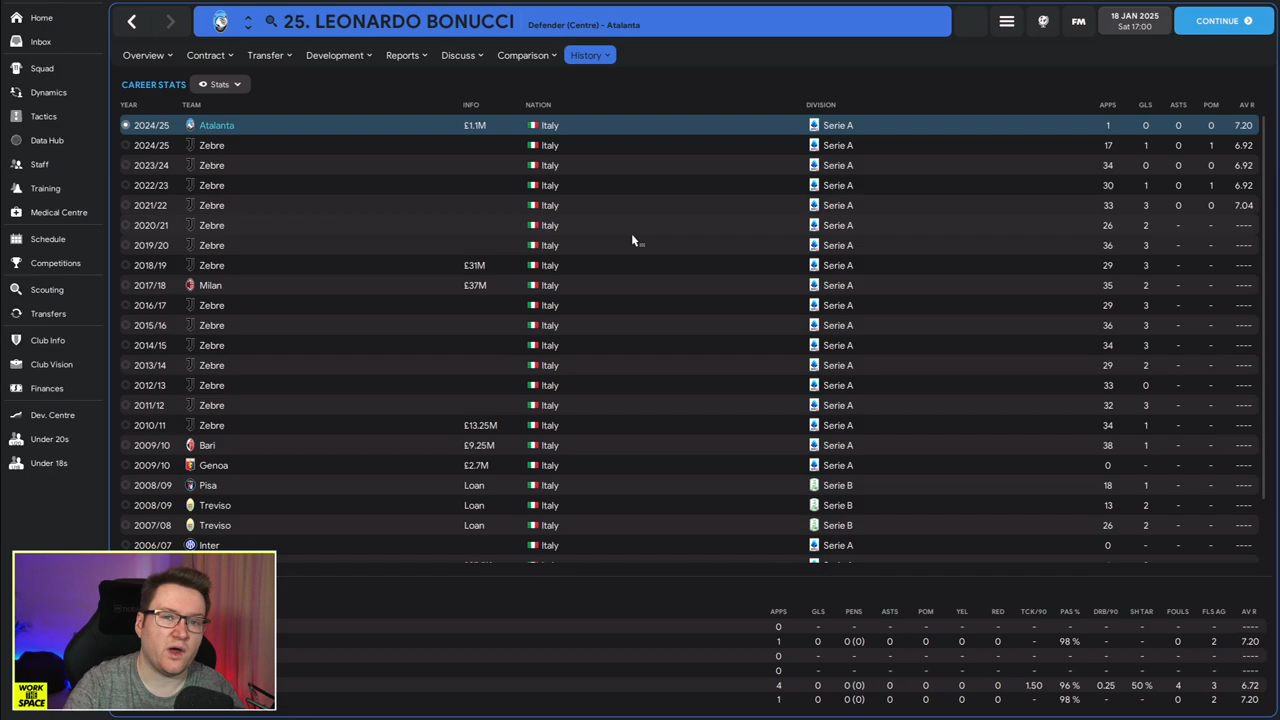 Home
Inbox
Squad
Dynamics
Tactics
Data Hub
Staff
Training
Medical Centre
Schedule
Competitions
Scouting
Transfers
Club Info
Club Vision
Finances
Dev. Centre
Under 20s
Under 18s
25. LEONARDO BONUCCI Defender (Centre) - Atalanta
FM
18 JAN 2025
Sat 17:00
CONTINUE
Overview Contract Transfer Development Reports Discuss Comparison History
CAREER STATS Stats
YEAR TEAM INFO NATION DIVISION APPS GLS ASTS POM AV R
2024/25 Atalanta £1.1M Italy Serie A 1 0 0 0 7.20
2024/25 Zebre Italy Serie A 17 1 0 1 6.92
2023/24 Zebre Italy Serie A 34 0 0 0 6.92
2022/23 Zebre Italy Serie A 30 1 0 1 6.92
2021/22 Zebre Italy Serie A 33 3 0 0 7.04
2020/21 Zebre Italy Serie A 26 2 - - ----
2019/20 Zebre Italy Serie A 36 3 - - ----
2018/19 Zebre £31M Italy Serie A 29 3 - - ----
2017/18 Milan £37M Italy Serie A 35 2 - - ----
2016/17 Zebre Italy Serie A 29 3 - - ----
2015/16 Zebre Italy Serie A 36 3 - - ----
2014/15 Zebre Italy Serie A 34 3 - - ----
2013/14 Zebre Italy Serie A 29 2 - - ----
2012/13 Zebre Italy Serie A 33 0 - - ----
2011/12 Zebre Italy Serie A 32 3 - - ----
2010/11 Zebre £13.25M Italy Serie A 34 1 - - ----
2009/10 Bari £9.25M Italy Serie A 38 1 - - ----
2009/10 Genoa £2.7M Italy Serie A 0 - - - ----
2008/09 Pisa Loan Italy Serie B 18 1 - - ----
2008/09 Treviso Loan Italy Serie B 13 2 - - ----
2007/08 Treviso Loan Italy Serie B 26 2 - - ----
2006/07 Inter Italy Serie A 0 - - - ----
APPS GLS PENS ASTS POM YEL RED TCK/90 PAS % DRB/90 SH TAR FOULS FLS AG AV R
0 - - - - - - - - - - - - ----
1 0 0 (0) 0 0 0 0 - 98 % - - 0 2 7.20
0 - - - - - - - - - - - - ----
0 - - - - - - - - - - - - ----
4 0 0 (0) 0 0 0 0 1.50 96 % 0.25 50 % 4 3 6.72
1 0 0 (0) 0 0 0 0 - 98 % - - 0 2 7.20
WORK
THE
SPACE